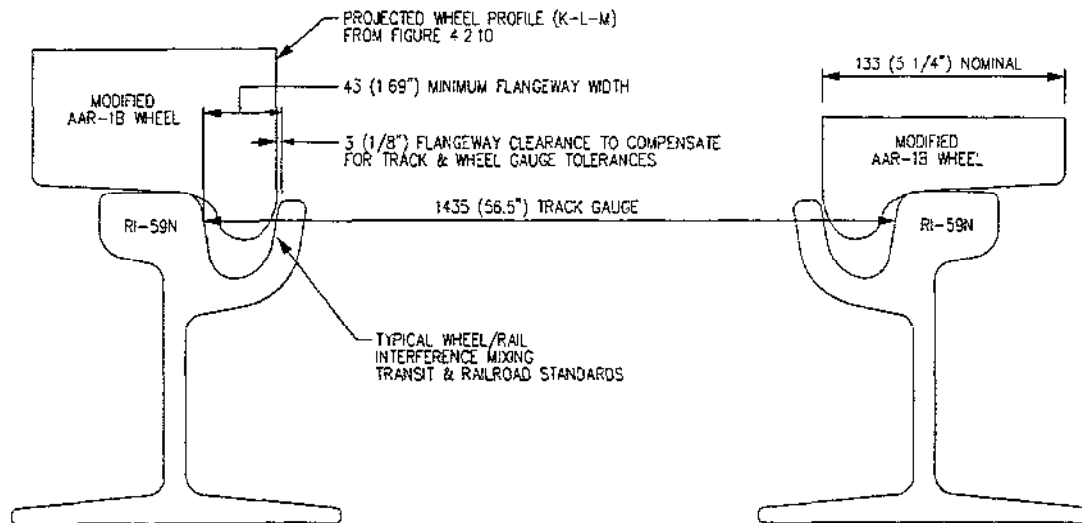 PROJECTED WHEEL PROFILE (K-L-M)
FROM FIGURE 4 2 10
43 (1 69") MINIMUM FLANGEWAY WIDTH
133 (5 1/4") NOMINAL
MODIFIED
AAR-1B WHEEL
3 (1/8") FLANGEWAY CLEARANCE TO COMPENSATE
FOR TRACK & WHEEL GAUGE TOLERANCES
MODIFIED
AAR-1B WHEEL
1435 (56.5") TRACK GAUGE
RI-59N
RI-59N
TYPICAL WHEEL/RAIL
INTERFERENCE MIXING
TRANSIT & RAILROAD STANDARDS